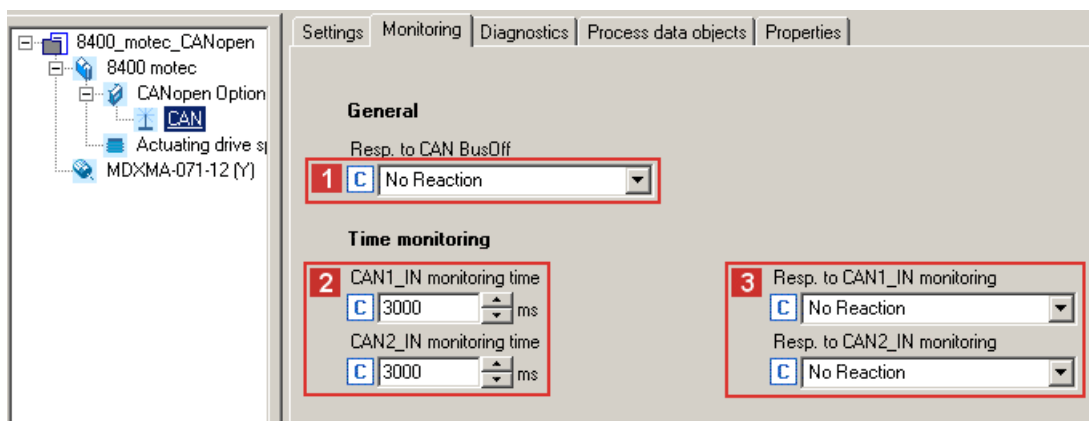 8400_motec_CANopen
8400 motec
CANopen Option
CAN
Actuating drive s
MDXMA-071-12 (Y)
Settings Monitoring Diagnostics Process data objects Properties
General
Resp. to CAN BusOff
1 C No Reaction
Time monitoring
2 CAN1_IN monitoring time
C 3000 ms
CAN2_IN monitoring time
C 3000 ms
3 Resp. to CAN1_IN monitoring
C No Reaction
Resp. to CAN2_IN monitoring
C No Reaction